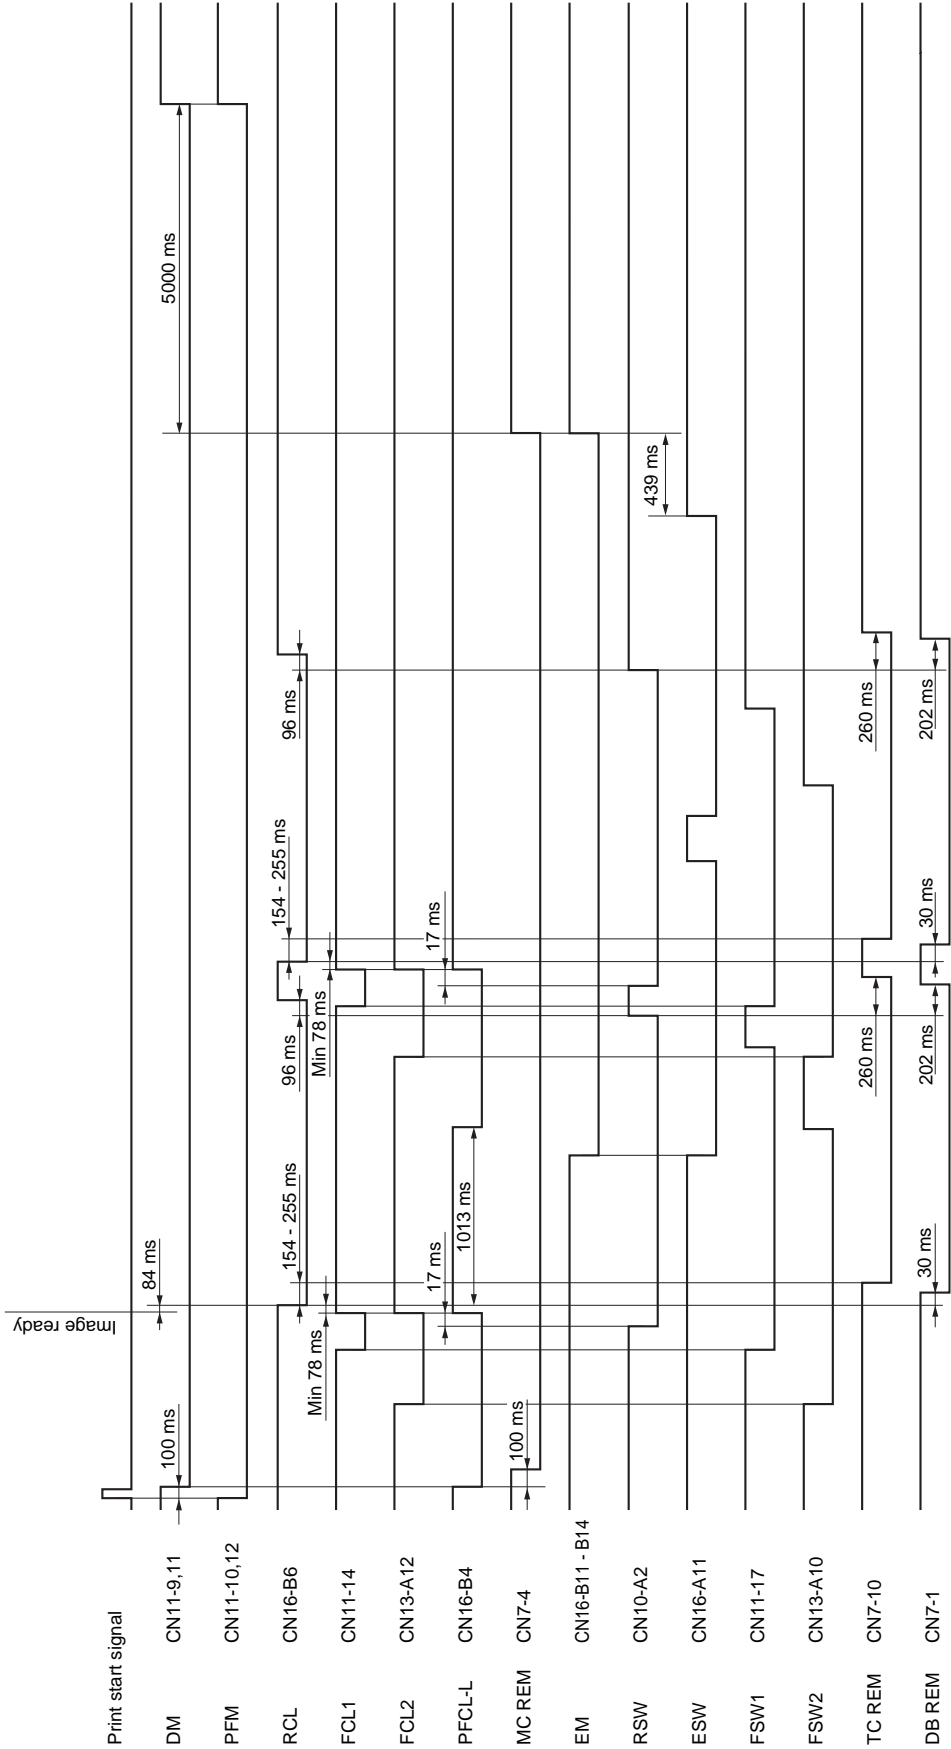 Print start signal
DM CN11-9,11
PFM CN11-10,12
RCL CN16-B6
FCL1 CN11-14
FCL2 CN13-A12
PFCL-L CN16-B4
MC REM CN7-4
EM CN16-B11 - B14
RSW CN10-A2
ESW CN16-A11
FSW1 CN11-17
FSW2 CN13-A10
TC REM CN7-10
DB REM CN7-1
Image ready
100 ms
84 ms
5000 ms
154 - 255 ms
96 ms
154 - 255 ms
96 ms
Min 78 ms
Min 78 ms
17 ms
1013 ms
17 ms
100 ms
439 ms
260 ms
260 ms
30 ms
202 ms
30 ms
202 ms